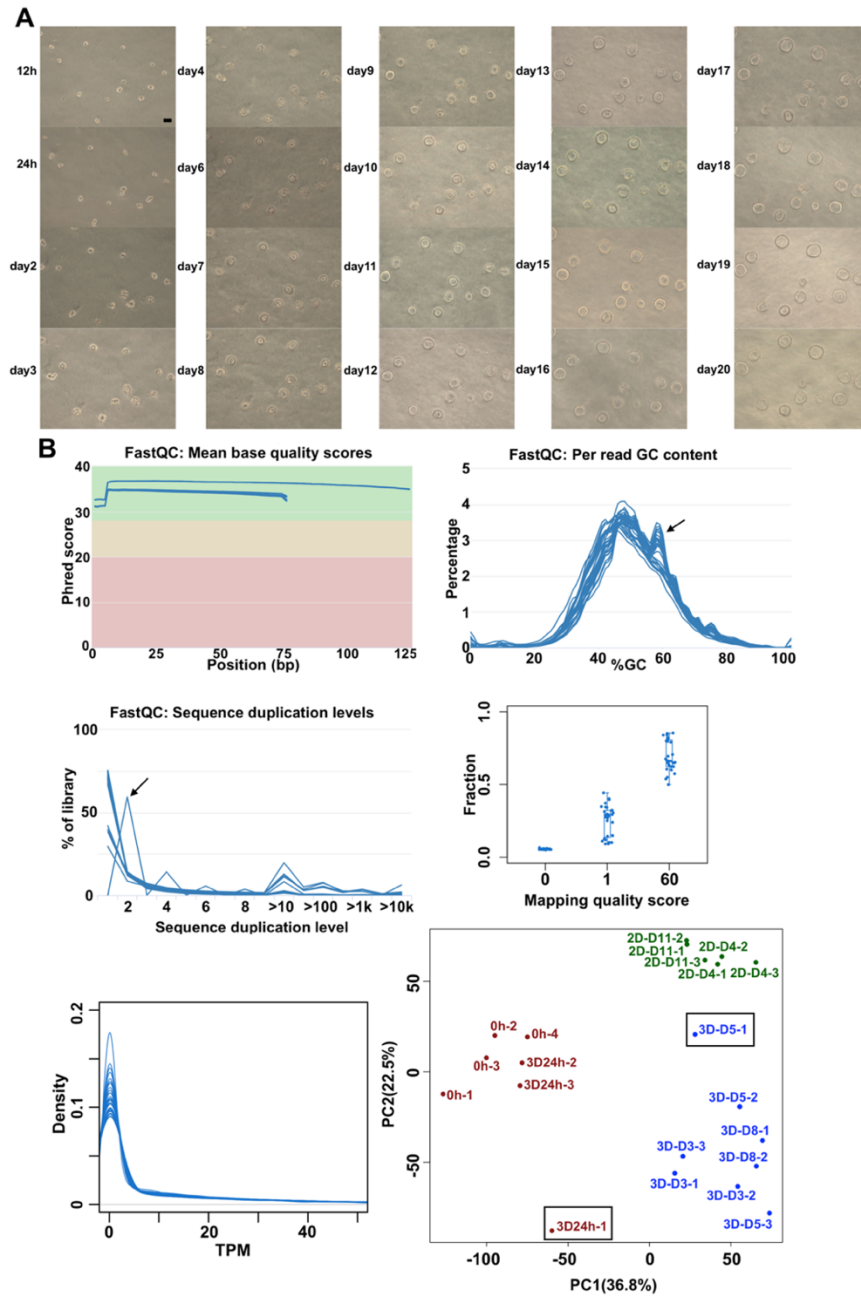 A
12h
24h
day2
day3
day4
day6
day7
day8
day9
day10
day11
day12
day13
day14
day15
day16
day17
day18
day19
day20
B
FastQC: Mean base quality scores
Phred score
40
30
20
10
0
0 25 50 75 100 125
Position (bp)
FastQC: Per read GC content
Percentage
5
4
3
2
1
0
0 20 40 60 80 100
%GC
FastQC: Sequence duplication levels
% of library
100
50
0
2 4 6 8 >10 >100 >1k >10k
Sequence duplication level
Fraction
1.0
0.5
0.0
0 1 60
Mapping quality score
Density
0.2
0.1
0
0 20 40
TPM
PC2(22.5%)
50
0
-50
2D-D11-2
2D-D11-1
2D-D4-2
2D-D11-3
2D-D4-1
2D-D4-3
3D-D5-1
0h-2
0h-4
0h-3
3D24h-2
0h-1
3D24h-3
3D-D5-2
3D-D8-1
3D-D3-3
3D-D8-2
3D-D3-1
3D-D3-2
3D-D5-3
3D24h-1
-100 -50 0 50
PC1(36.8%)